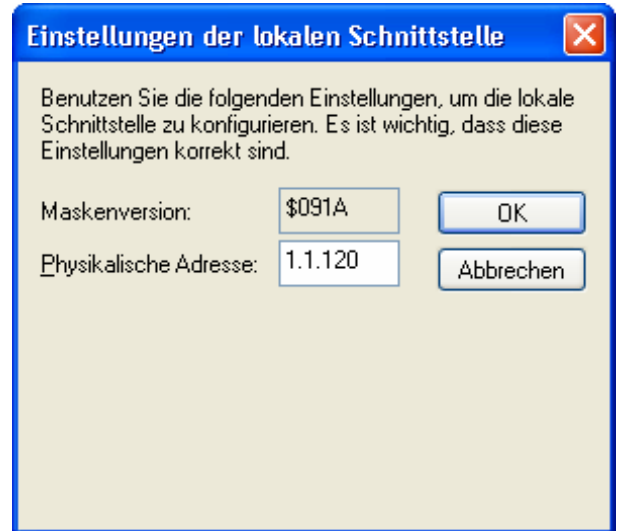 Einstellungen der lokalen Schnittstelle
Benutzen Sie die folgenden Einstellungen, um die lokale
Schnittstelle zu konfigurieren. Es ist wichtig, dass diese
Einstellungen korrekt sind.
Maskenversion: $091A OK
Physikalische Adresse: 1.1.120 Abbrechen